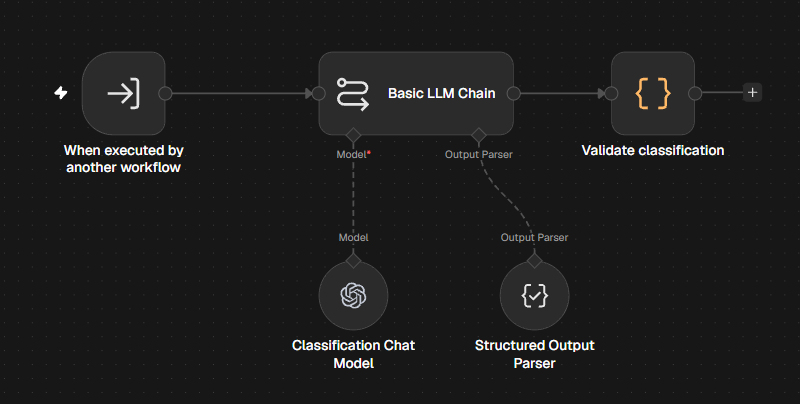 Basic LLM Chain
When executed by
another workflow
Validate classification
Model*
Output Parser
Model
Output Parser
Classification Chat
Model
Structured Output
Parser